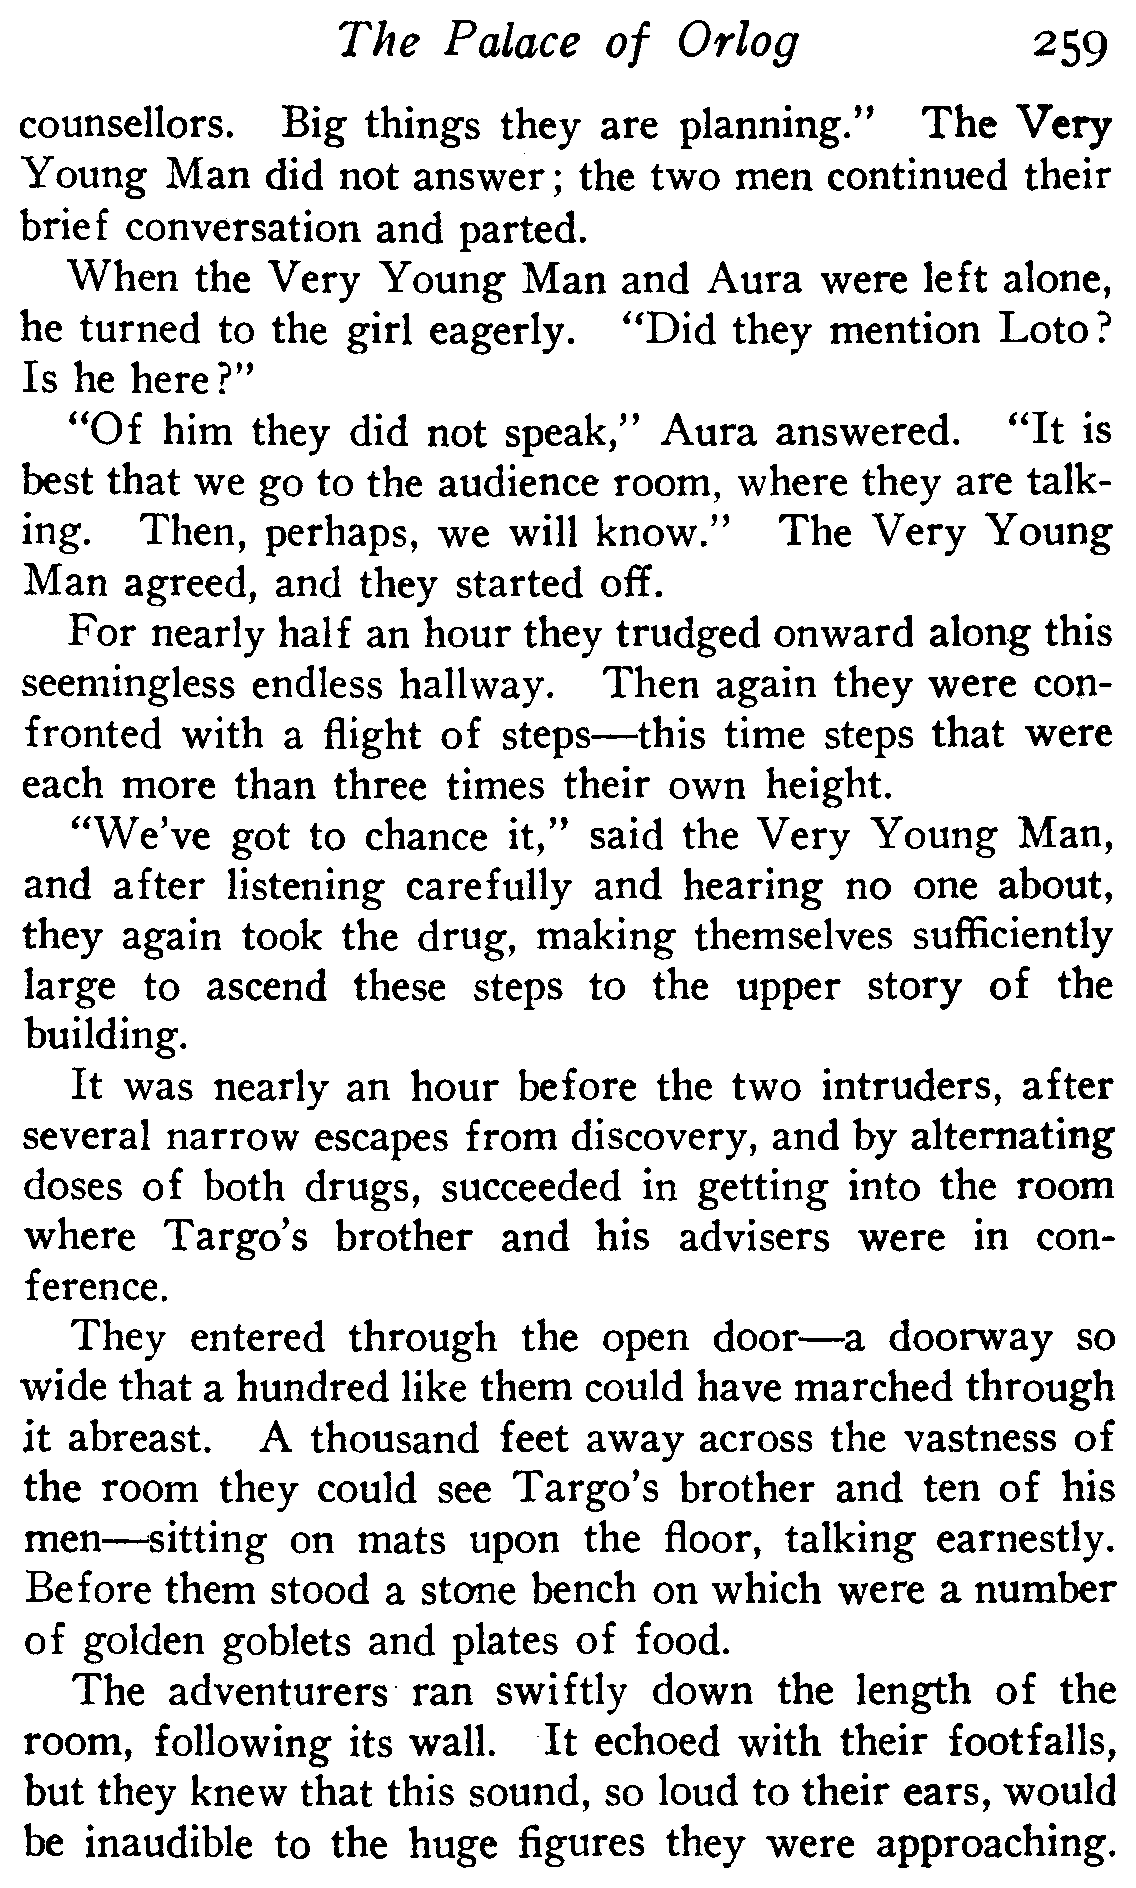 The Palace of Orlog 259
counsellors. Big things they are planning." The Very
Young Man did not answer; the two men continued their
brief conversation and parted.
When the Very Young Man and Aura were left alone,
he turned to the girl eagerly. "Did they mention Loto?
Is he here?"
"Of him they did not speak," Aura answered. "It is
best that we go to the audience room, where they are talk-
ing. Then, perhaps, we will know." The Very Young
Man agreed, and they started off.
For nearly half an hour they trudged onward along this
seemingless endless hallway. Then again they were con-
fronted with a flight of steps—this time steps that were
each more than three times their own height.
"We've got to chance it," said the Very Young Man,
and after listening carefully and hearing no one about,
they again took the drug, making themselves sufficiently
large to ascend these steps to the upper story of the
building.
It was nearly an hour before the two intruders, after
several narrow escapes from discovery, and by alternating
doses of both drugs, succeeded in getting into the room
where Targo's brother and his advisers were in con-
ference.
They entered through the open door—a doorway so
wide that a hundred like them could have marched through
it abreast. A thousand feet away across the vastness of
the room they could see Targo's brother and ten of his
men—sitting on mats upon the floor, talking earnestly.
Before them stood a stone bench on which were a number
of golden goblets and plates of food.
The adventurers ran swiftly down the length of the
room, following its wall. It echoed with their footfalls,
but they knew that this sound, so loud to their ears, would
be inaudible to the huge figures they were approaching.